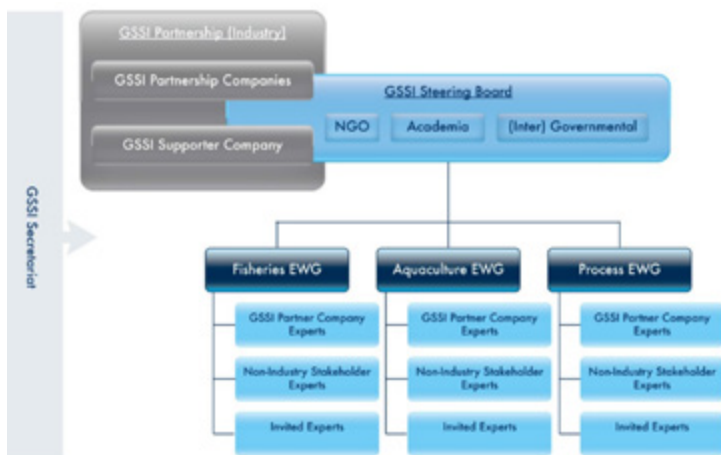 GSSI Secretariat
GSSI Partnership (Industry)
GSSI Partnership Companies
GSSI Supporter Company
GSSI Steering Board
NGO
Academia
(Inter) Governmental
Fisheries EWG
GSSI Partner Company
Experts
Non-Industry Stakeholder
Experts
Invited Experts
Aquaculture EWG
GSSI Partner Company
Experts
Non-Industry Stakeholder
Experts
Invited Experts
Process EWG
GSSI Partner Company
Experts
Non-Industry Stakeholder
Experts
Invited Experts